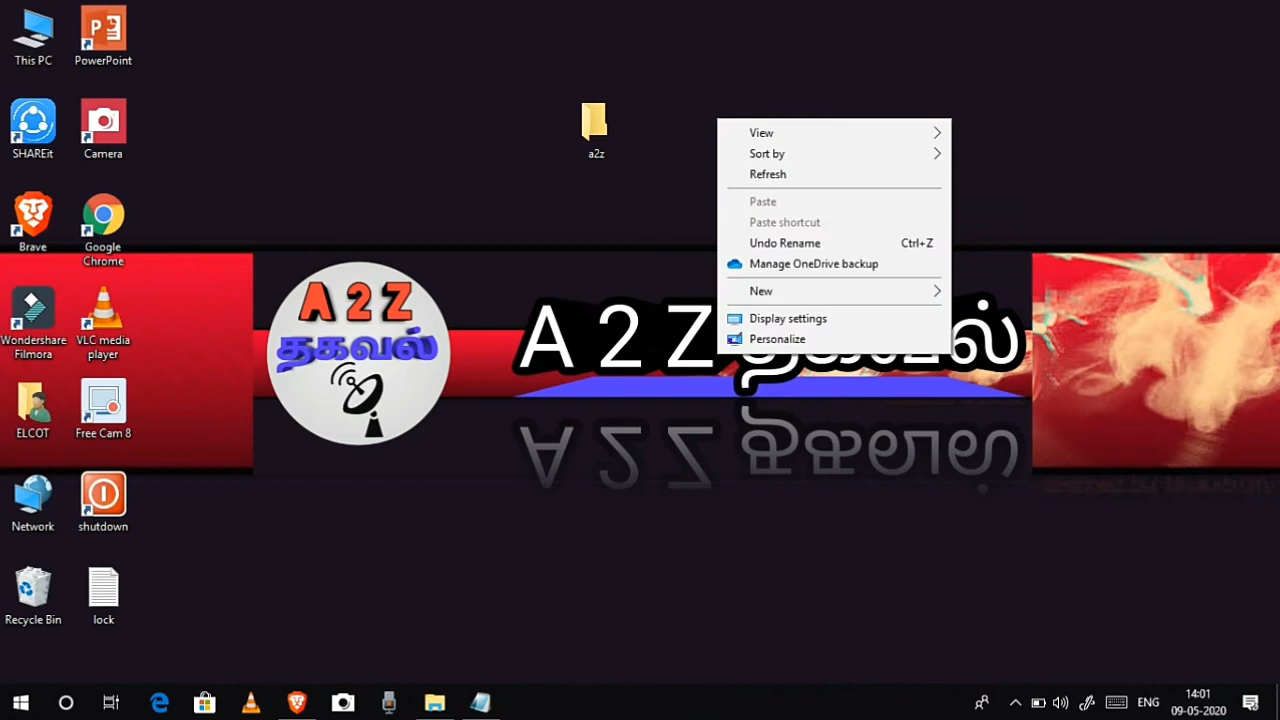 This PC
PowerPoint
SHAREit
Camera
a2z
View
Sort by
Refresh
Paste
Paste shortcut
Undo Rename Ctrl+Z
Manage OneDrive backup
New
Display settings
Personalize
Brave
Google
Chrome
Wondershare
Filmora
VLC media
player
A 2 Z
தகவல்
A 2 Z தகவல்
ELCOT
Free Cam 8
Network
shutdown
Recycle Bin
lock
ENG
14:01
09-05-2020